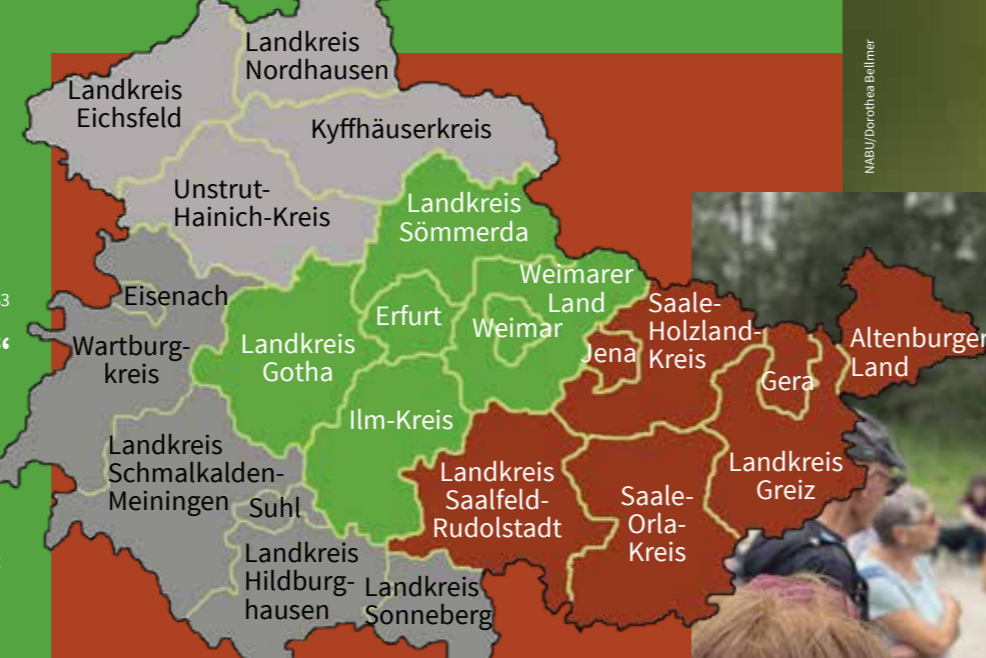 Landkreis
Nordhausen
Landkreis
Eichsfeld
Kyffhäuserkreis
Unstrut-
Hainich-Kreis
Landkreis
Sömmerda
Weimarer
Land
Eisenach
Erfurt
Weimar
Saale-
Holzland-
Kreis
Jena
Altenburger
Land
Wartburg-
kreis
Landkreis
Gotha
Gera
Ilm-Kreis
Landkreis
Schmalkalden-
Meiningen
Suhl
Landkreis
Saalfeld-
Rudolstadt
Saale-
Orla-
Kreis
Landkreis
Greiz
Landkreis
Hildburg-
hausen
Landkreis
Sonneberg
NABU/Dorothea Bellmer
3
“